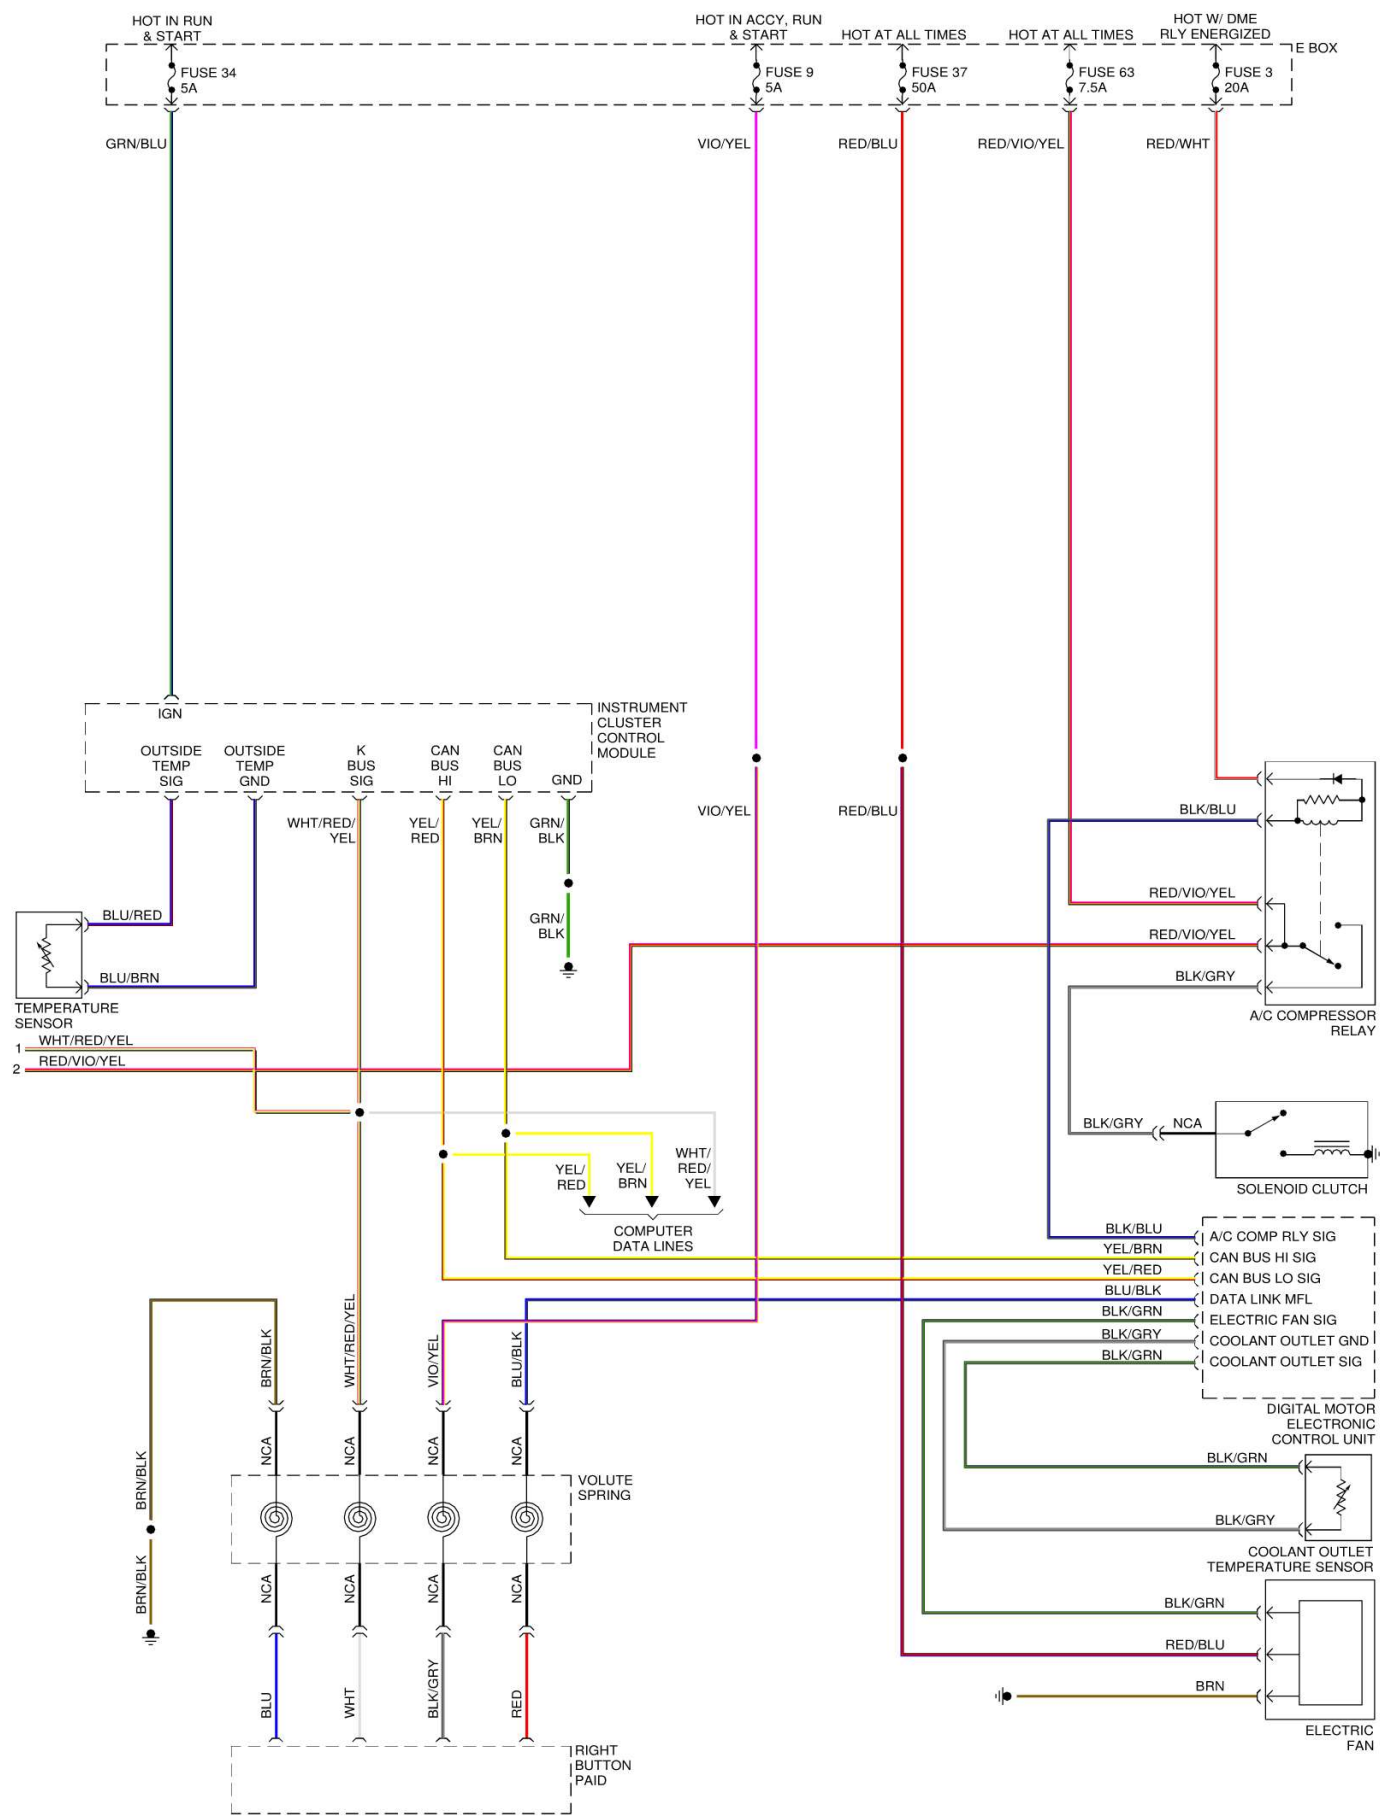 HOT IN RUN
& START
HOT IN ACCY, RUN
& START
HOT AT ALL TIMES
HOT AT ALL TIMES
HOT W/ DME
RLY ENERGIZED
E BOX
FUSE 34
5A
FUSE 9
5A
FUSE 37
50A
FUSE 63
7.5A
FUSE 3
20A
GRN/BLU
VIO/YEL
RED/BLU
RED/VIO/YEL
RED/WHT
IGN
INSTRUMENT
CLUSTER
CONTROL
MODULE
OUTSIDE
TEMP
SIG
OUTSIDE
TEMP
GND
K
BUS
SIG
CAN
BUS
HI
CAN
BUS
LO
GND
WHT/RED/
YEL
YEL/
RED
YEL/
BRN
GRN/
BLK
VIO/YEL
RED/BLU
BLK/BLU
RED/VIO/YEL
RED/VIO/YEL
BLK/GRY
A/C COMPRESSOR
RELAY
BLU/RED
GRN/
BLK
BLU/BRN
TEMPERATURE
SENSOR
1
WHT/RED/YEL
2
RED/VIO/YEL
BLK/GRY
NCA
SOLENOID CLUTCH
YEL/
RED
YEL/
BRN
WHT/
RED/
YEL
COMPUTER
DATA LINES
BLK/BLU
A/C COMP RLY SIG
YEL/BRN
CAN BUS HI SIG
YEL/RED
CAN BUS LO SIG
BLU/BLK
DATA LINK MFL
BLK/GRN
ELECTRIC FAN SIG
BLK/GRY
COOLANT OUTLET GND
BLK/GRN
COOLANT OUTLET SIG
DIGITAL MOTOR
ELECTRONIC
CONTROL UNIT
BRN/BLK
WHT/RED/YEL
VIO/YEL
BLU/BLK
NCA
NCA
NCA
NCA
BRN/BLK
VOLUTE
SPRING
BLK/GRN
BLK/GRY
COOLANT OUTLET
TEMPERATURE SENSOR
BRN/BLK
NCA
NCA
NCA
NCA
BLK/GRN
RED/BLU
BRN
ELECTRIC
FAN
BLU
WHT
BLK/GRY
RED
RIGHT
BUTTON
PAID